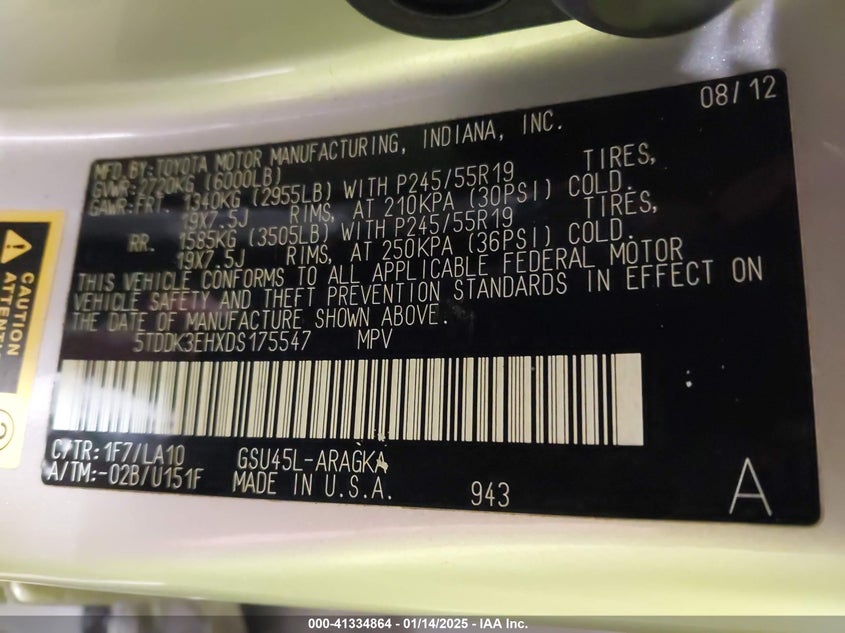 08/12
MFD.BY:TOYOTA MOTOR MANUFACTURING, INDIANA, INC.
GVWR:2720KG (6000LB)
GAWR:FRT. 1340KG (2955LB) WITH P245/55R19 TIRES,
19X7.5J RIMS, AT 210KPA (30PSI) COLD.
RR. 1585KG (3505LB) WITH P245/55R19 TIRES,
19X7.5J RIMS, AT 250KPA (36PSI) COLD.
THIS VEHICLE CONFORMS TO ALL APPLICABLE FEDERAL MOTOR
VEHICLE SAFETY AND THEFT PREVENTION STANDARDS IN EFFECT ON
THE DATE OF MANUFACTURE SHOWN ABOVE.
5TDDK3EHXDS175547 MPV
C/TR: 1F7/LA10 GSU45L-ARAGKA
A/TM:-02B/U151F MADE IN U.S.A. 943 A
CAUTION
000-41334864 - 01/14/2025 - IAA Inc.